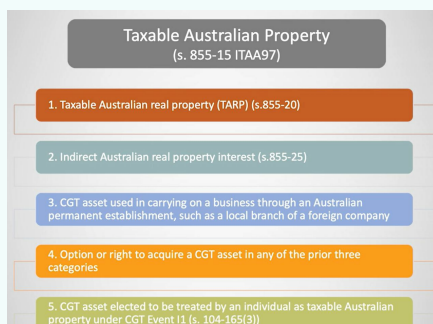 Taxable Australian Property
(s. 855-15 ITAA97)
1. Taxable Australian real property (TARP) (s.855-20)
2. Indirect Australian real property interest (s.855-25)
3. CGT asset used in carrying on a business through an Australian
permanent establishment, such as a local branch of a foreign company
4. Option or right to acquire a CGT asset in any of the prior three
categories
5. CGT asset elected to be treated by an individual as taxable Australian
property under CGT Event I1 (s. 104-165(3))